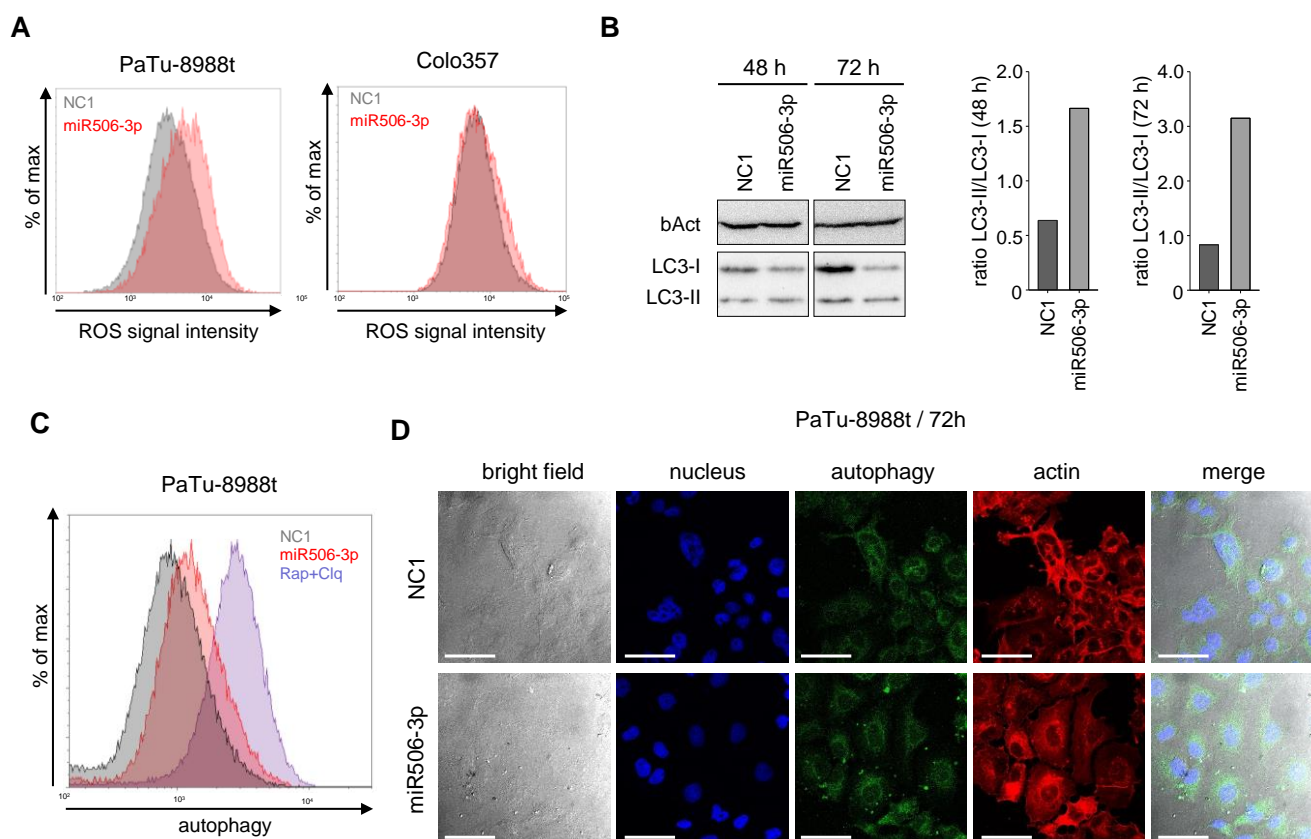 A
PaTu-8988t
NC1
miR506-3p
% of max
10² 10³ 10⁴ 10⁵
ROS signal intensity
Colo357
NC1
miR506-3p
% of max
10² 10³ 10⁴ 10⁵
ROS signal intensity
B
48 h 72 h
NC1 miR506-3p NC1 miR506-3p
bAct
LC3-I
LC3-II
ratio LC3-II/LC3-I (48 h)
2.0
1.5
1.0
0.5
0
NC1 miR506-3p
ratio LC3-II/LC3-I (72 h)
4.0
3.0
2.0
1.0
0
NC1 miR506-3p
C
PaTu-8988t
NC1
miR506-3p
Rap+Clq
% of max
10² 10³ 10⁴
autophagy
D
PaTu-8988t / 72h
bright field nucleus autophagy actin merge
NC1
miR506-3p